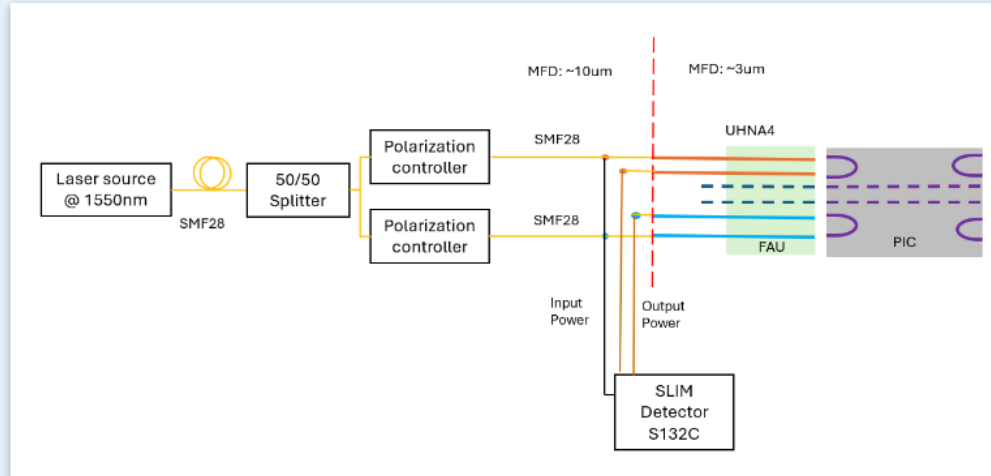 MFD: ~10um
MFD: ~3um
UHNA4
Polarization
controller
SMF28
Laser source
@ 1550nm
SMF28
50/50
Splitter
Polarization
controller
SMF28
FAU
PIC
Input
Power
Output
Power
SLIM
Detector
S132C